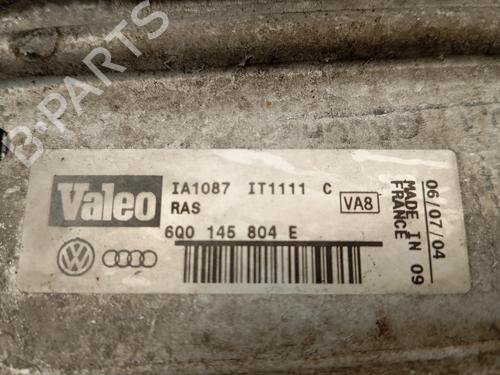 B-PARTS
Valeo
IA1087 IT1111 C
RAS
VA8
6Q0 145 804 E
06/07/04
MADE IN 09
FRANCE